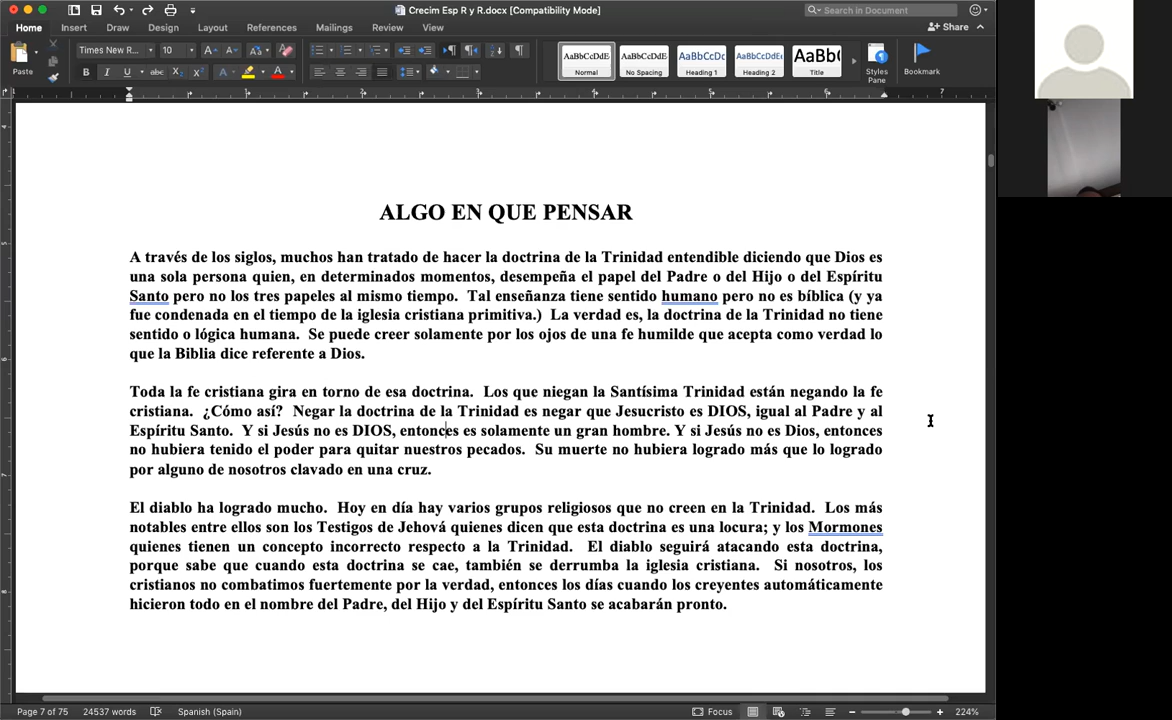 Crecim Esp R y R.docx [Compatibility Mode]
Search in Document
Home Insert Draw Design Layout References Mailings Review View
Share
Paste
Times New R... 10
AaBbCcDdEe AaBbCcDdEe AaBbCcDc AaBbCcDdEe AaBb(
Normal No Spacing Heading 1 Heading 2 Title
Styles Pane
Bookmark
ALGO EN QUE PENSAR
A través de los siglos, muchos han tratado de hacer la doctrina de la Trinidad entendible diciendo que Dios es
una sola persona quien, en determinados momentos, desempeña el papel del Padre o del Hijo o del Espíritu
Santo pero no los tres papeles al mismo tiempo. Tal enseñanza tiene sentido humano pero no es bíblica (y ya
fue condenada en el tiempo de la iglesia cristiana primitiva.) La verdad es, la doctrina de la Trinidad no tiene
sentido o lógica humana. Se puede creer solamente por los ojos de una fe humilde que acepta como verdad lo
que la Biblia dice referente a Dios.
Toda la fe cristiana gira en torno de esa doctrina. Los que niegan la Santísima Trinidad están negando la fe
cristiana. ¿Cómo así? Negar la doctrina de la Trinidad es negar que Jesucristo es DIOS, igual al Padre y al
Espíritu Santo. Y si Jesús no es DIOS, entonces es solamente un gran hombre. Y si Jesús no es Dios, entonces
no hubiera tenido el poder para quitar nuestros pecados. Su muerte no hubiera logrado más que lo logrado
por alguno de nosotros clavado en una cruz.
El diablo ha logrado mucho. Hoy en día hay varios grupos religiosos que no creen en la Trinidad. Los más
notables entre ellos son los Testigos de Jehová quienes dicen que esta doctrina es una locura; y los Mormones
quienes tienen un concepto incorrecto respecto a la Trinidad. El diablo seguirá atacando esta doctrina,
porque sabe que cuando esta doctrina se cae, también se derrumba la iglesia cristiana. Si nosotros, los
cristianos no combatimos fuertemente por la verdad, entonces los días cuando los creyentes automáticamente
hicieron todo en el nombre del Padre, del Hijo y del Espíritu Santo se acabarán pronto.
Page 7 of 75 24537 words Spanish (Spain) Focus 224%